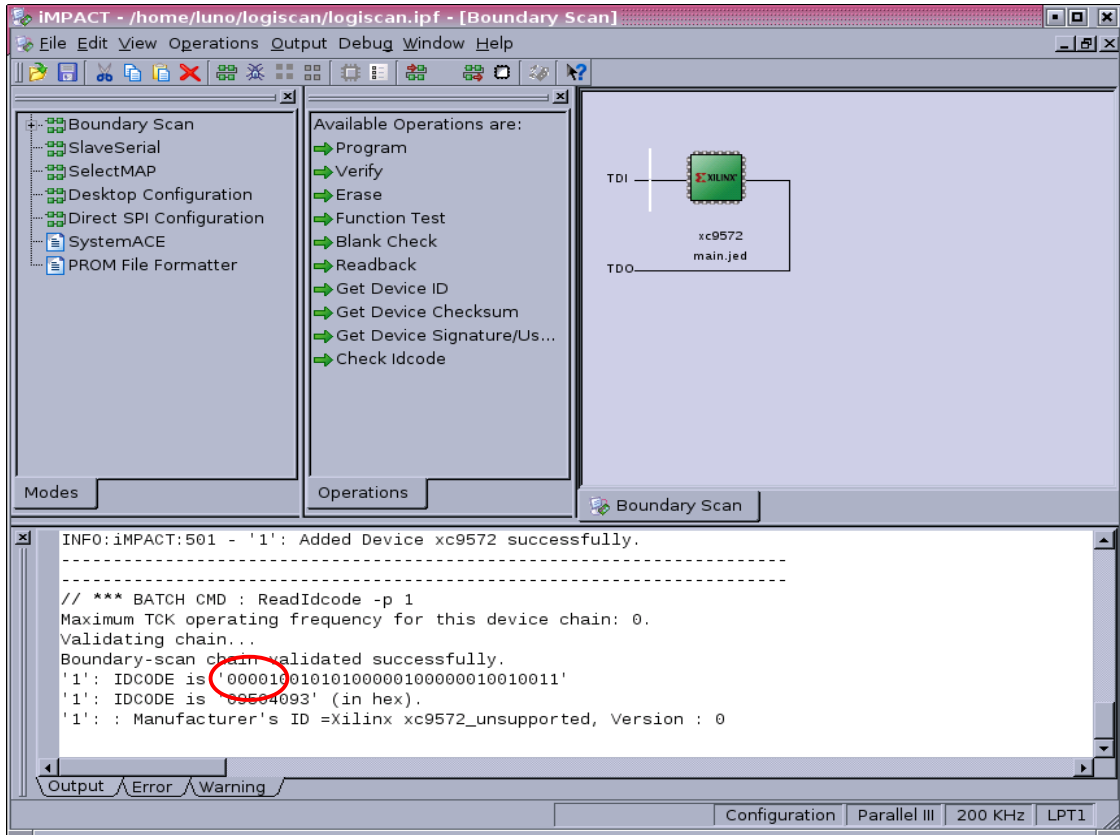 iMPACT - /home/luno/logiscan/logiscan.ipf - [Boundary Scan]
File Edit View Operations Output Debug Window Help
Boundary Scan
SlaveSerial
SelectMAP
Desktop Configuration
Direct SPI Configuration
SystemACE
PROM File Formatter
Modes
Available Operations are:
Program
Verify
Erase
Function Test
Blank Check
Readback
Get Device ID
Get Device Checksum
Get Device Signature/Us...
Check Idcode
Operations
TDI
XILINX
xc9572
main.jed
TDO
Boundary Scan
INFO:iMPACT:501 - '1': Added Device xc9572 successfully.
----------------------------------------------------------------------
----------------------------------------------------------------------
// *** BATCH CMD : ReadIdcode -p 1
Maximum TCK operating frequency for this device chain: 0.
Validating chain...
Boundary-scan chain validated successfully.
'1': IDCODE is '00001001010100000100000010010011'
'1': IDCODE is '09504093' (in hex).
'1': : Manufacturer's ID =Xilinx xc9572_unsupported, Version : 0
Output Error Warning
Configuration Parallel III 200 KHz LPT1